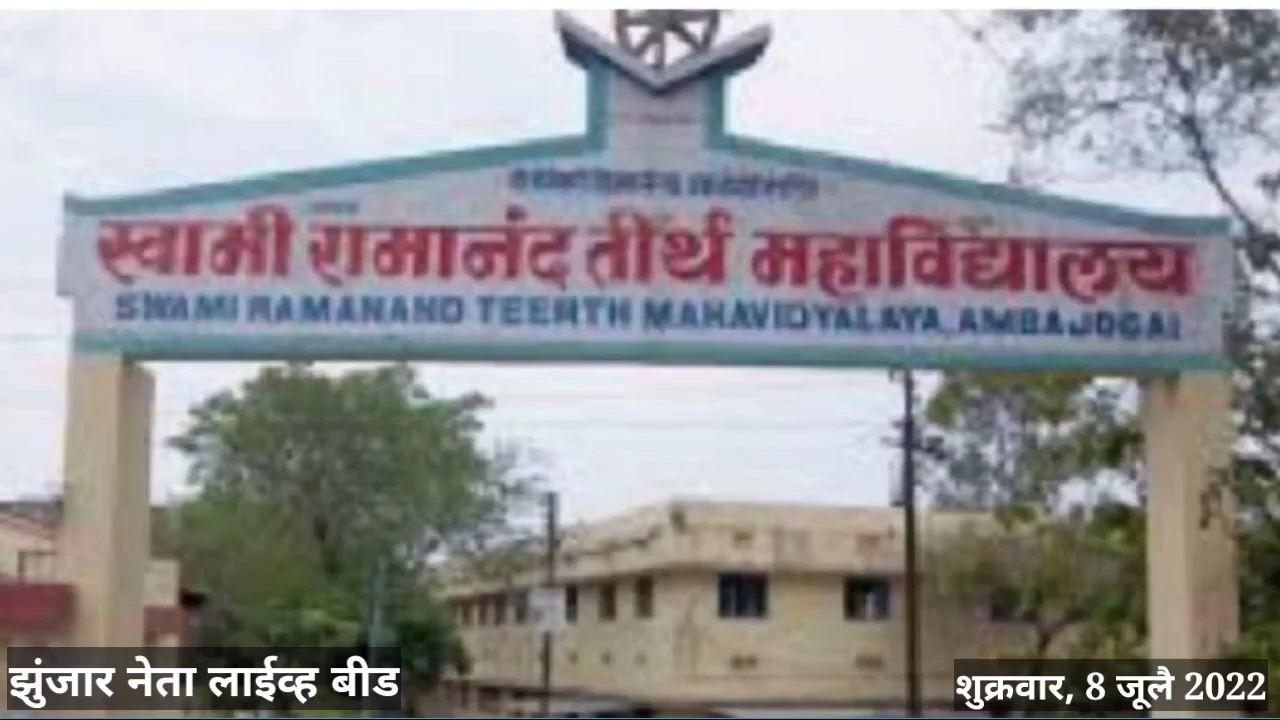 स्वामी रामानंद तीर्थ महाविद्यालय
SWAMI RAMANAND TEERTH MAHAVIDYALAYA, AMBAJOGAI
झुंजार नेता लाईव्ह बीड
शुक्रवार, 8 जूलै 2022